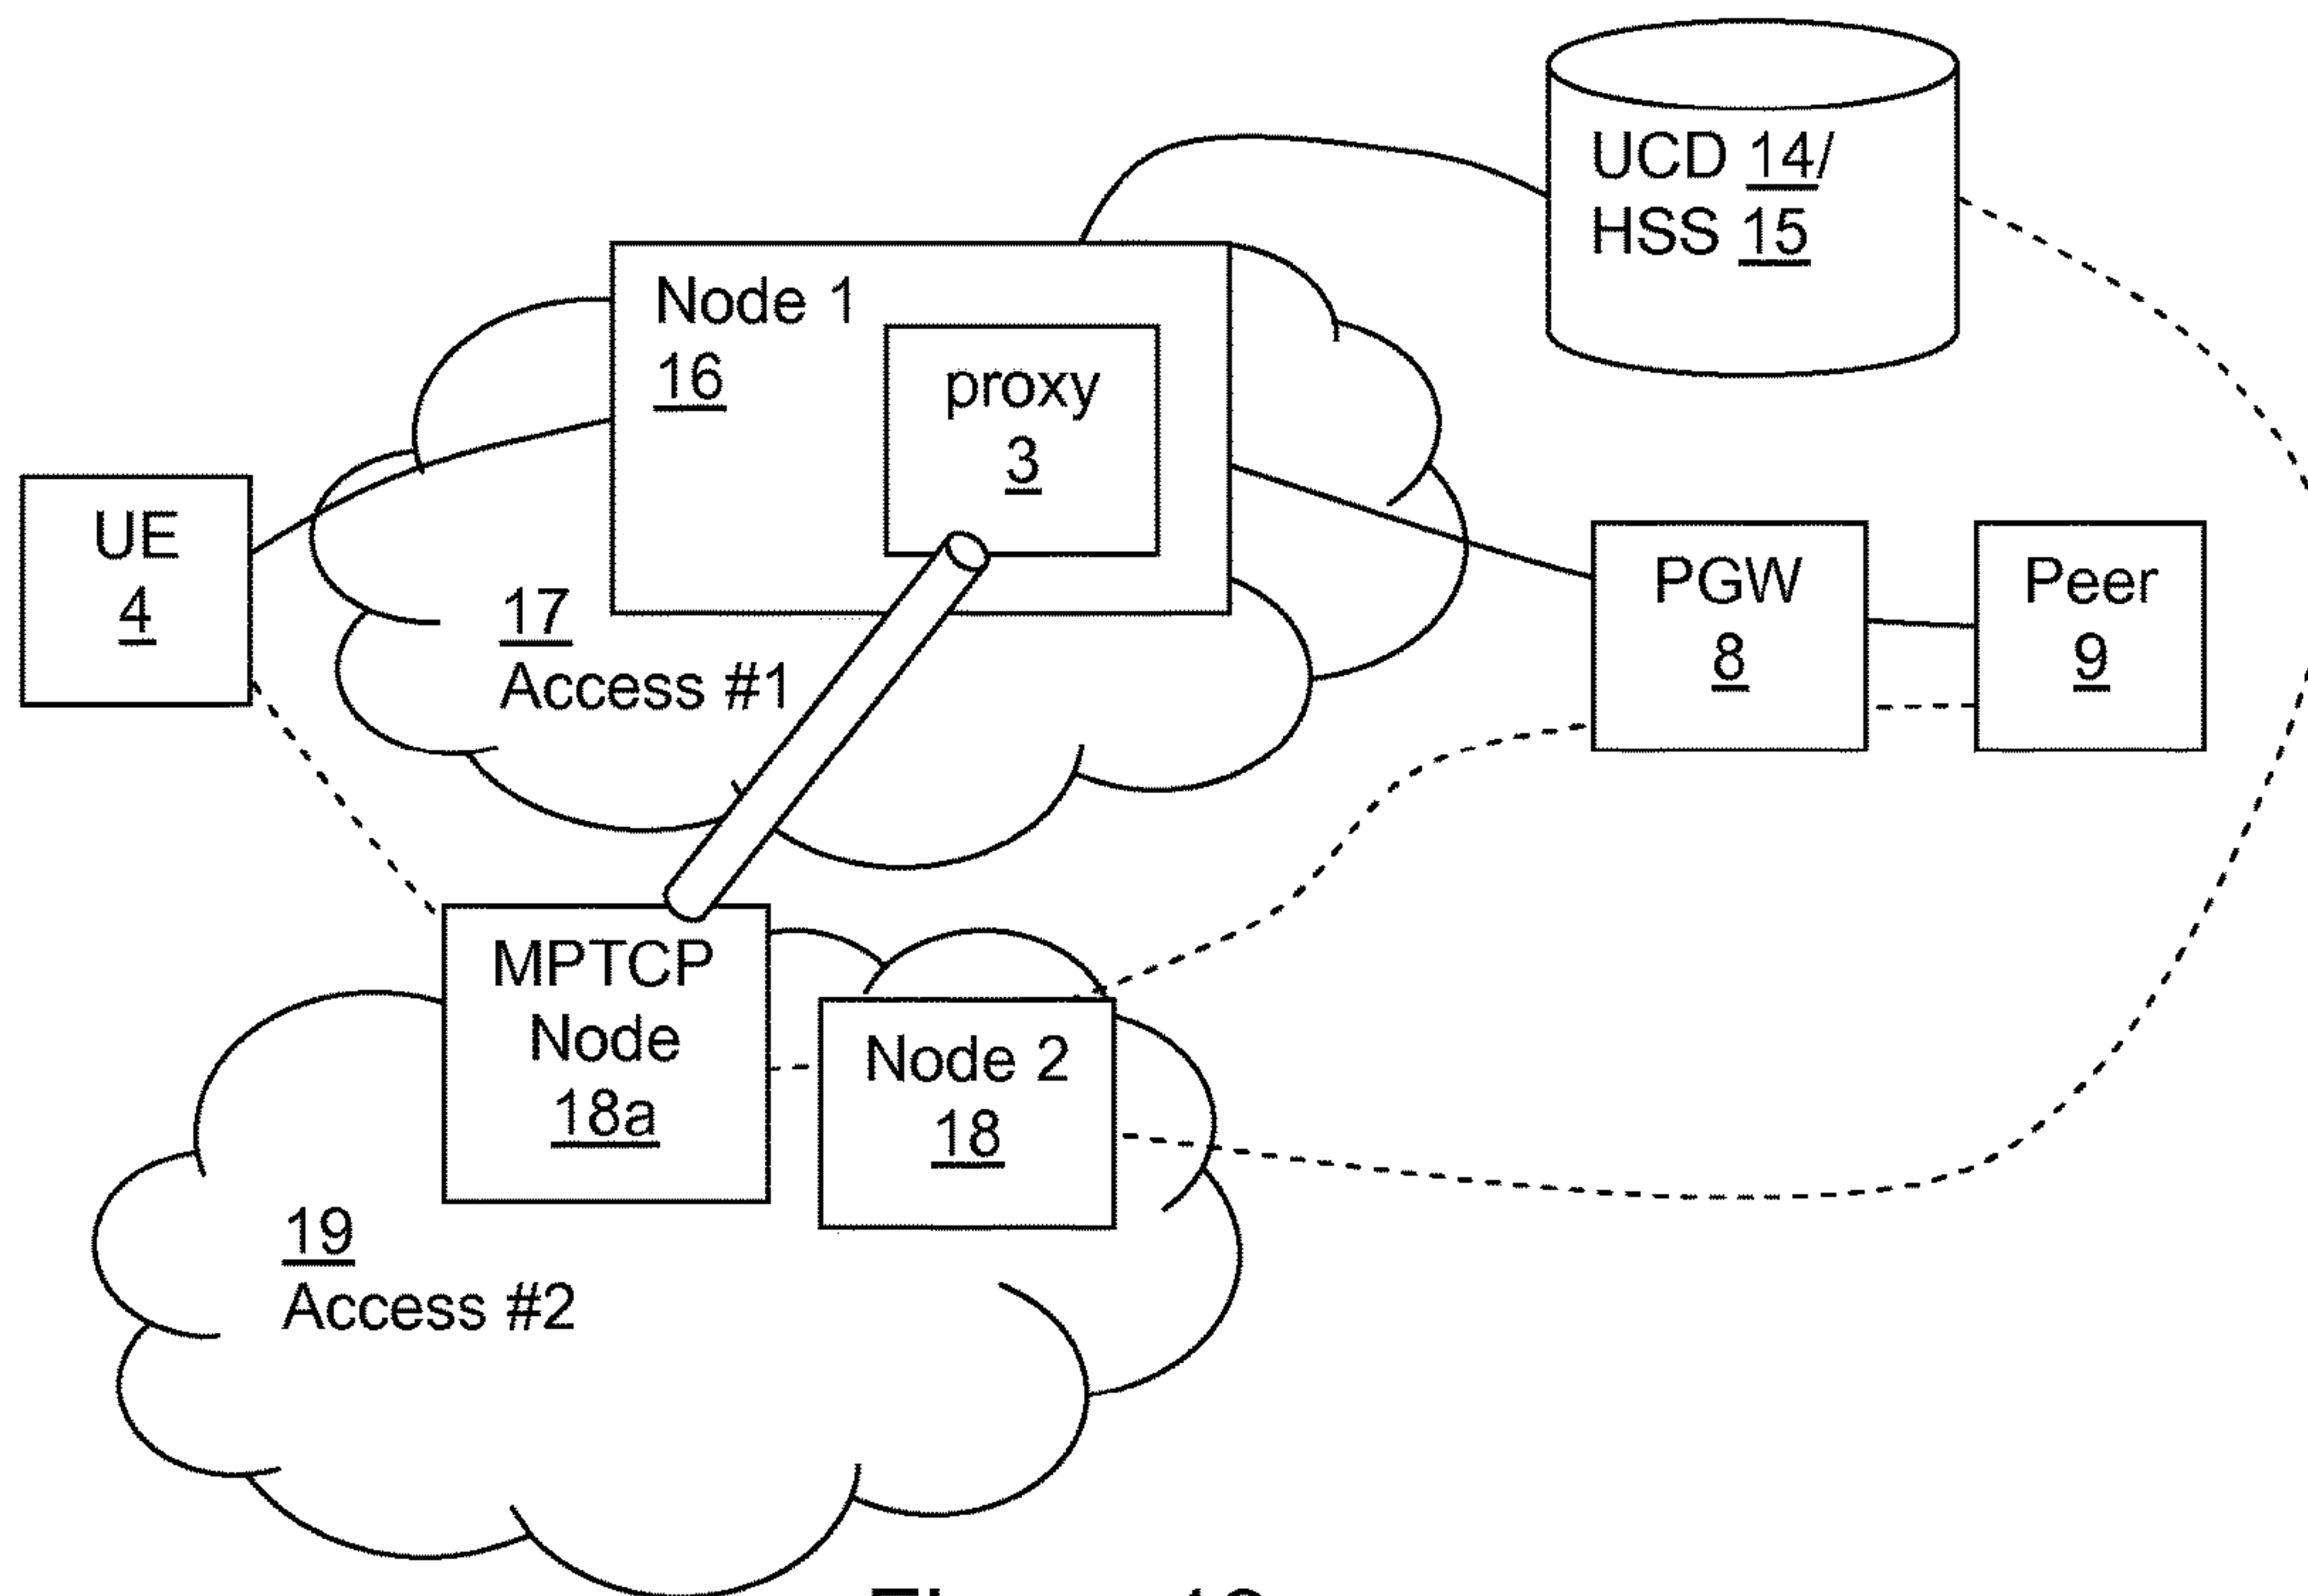 UCD 14/
HSS 15
Node 1
16
proxy
3
UE
4
17
Access #1
PGW
8
Peer
9
MPTCP
Node
18a
Node 2
18
19
Access #2